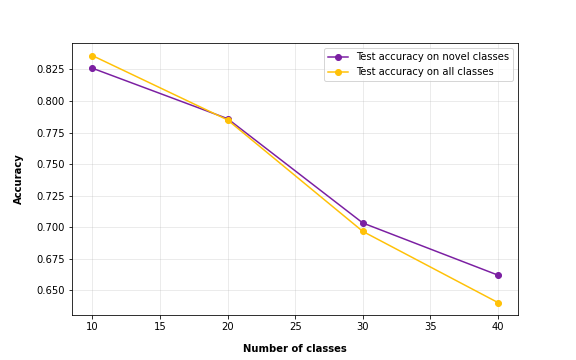 Test accuracy on novel classes
Test accuracy on all classes
0.825
0.800
0.775
0.750
0.725
0.700
0.675
0.650
Accuracy
10 15 20 25 30 35 40
Number of classes